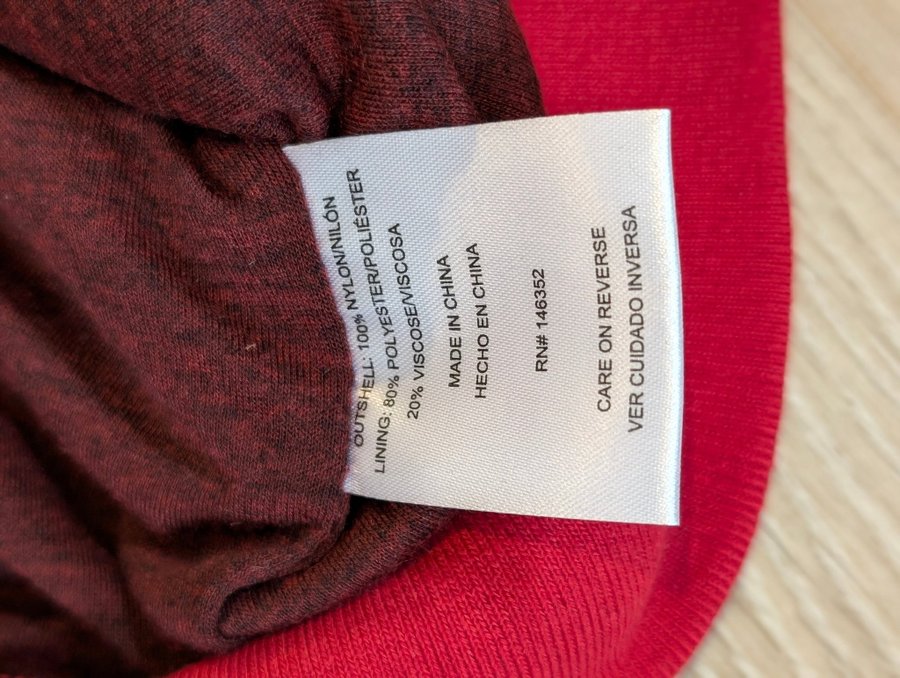 OUTSHELL: 100% NYLON/NILÓN
LINING: 80% POLYESTER/POLIÉSTER
20% VISCOSE/VISCOSA
MADE IN CHINA
HECHO EN CHINA
RN# 146352
CARE ON REVERSE
VER CUIDADO INVERSA